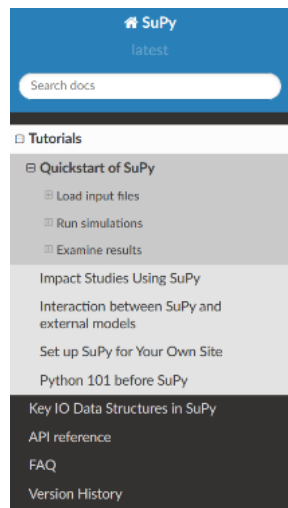 SuPy
latest
Search docs
Tutorials
Quickstart of SuPy
Load input files
Run simulations
Examine results
Impact Studies Using SuPy
Interaction between SuPy and
external models
Set up SuPy for Your Own Site
Python 101 before SuPy
Key IO Data Structures in SuPy
API reference
FAQ
Version History